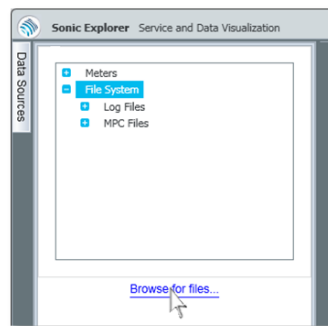 Sonic Explorer Service and Data Visualization
Data Sources
Meters
File System
Log Files
MPC Files
Browse for files...